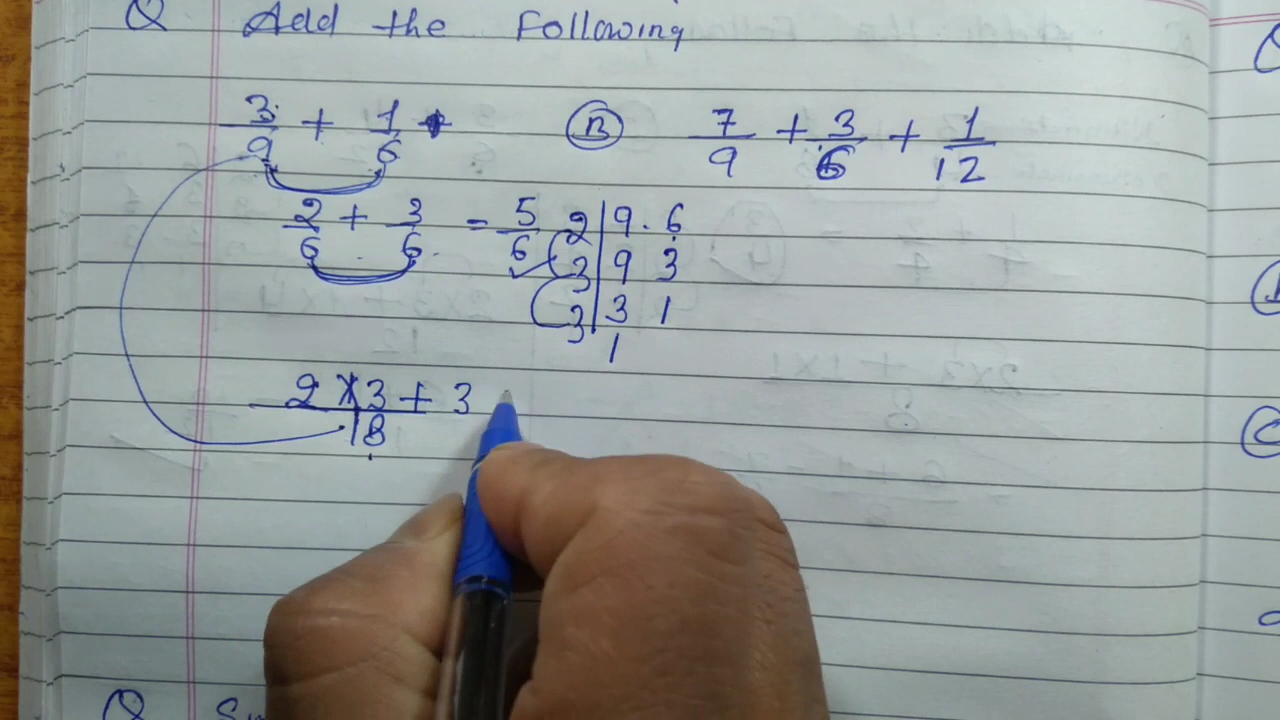 Q Add the Following
3/9 + 1/6 (B) 7/9 + 3/6 + 1/12
2/6 + 3/6 = 5/6
2 | 9 . 6
3 | 9 3
3 | 3 1
1
2 × 3 + 3
18
Q